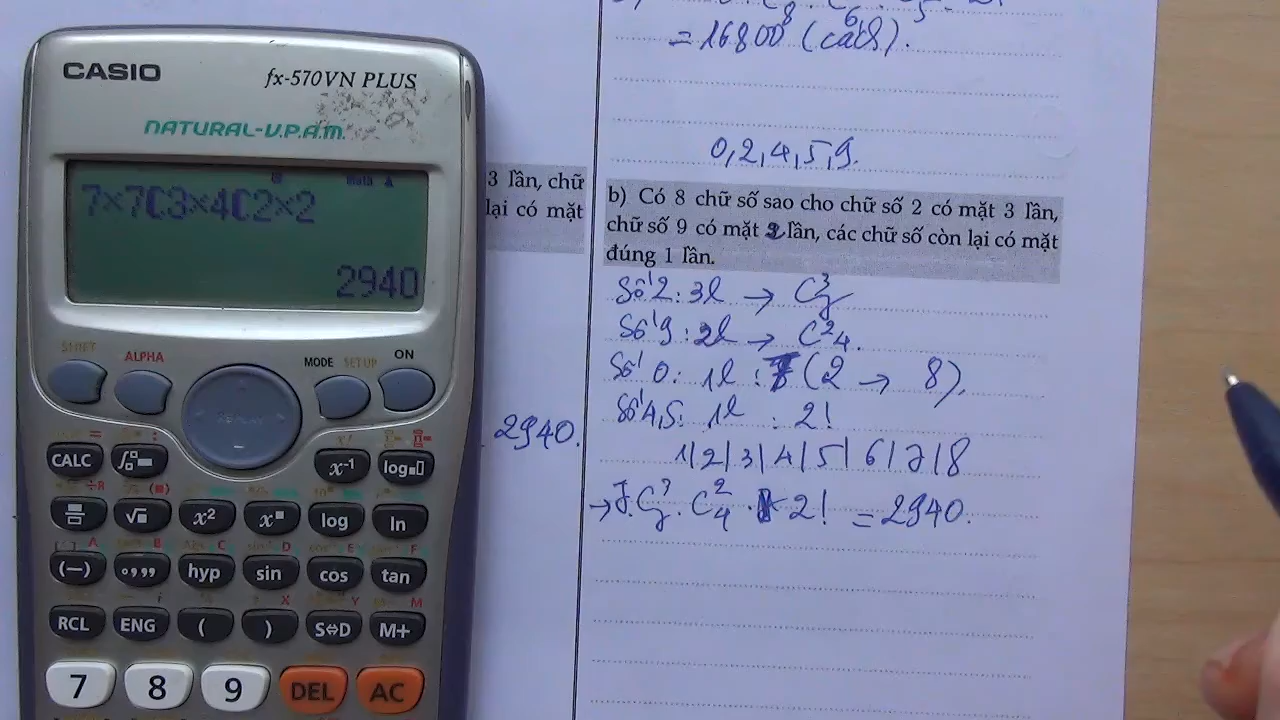 CASIO
fx-570VN PLUS
NATURAL-V.P.A.M.
Math
7×7C3×4C2×2
2940
SHIFT
ALPHA
MODE SETUP
ON
REPLAY
CALC
x⁻¹
log
√
x²
log
ln
(−)
hyp
sin
cos
tan
RCL
ENG
(
)
S⇔D
M+
7
8
9
DEL
AC
3 lần, chữ
lại có mặt
2940.
= 16800 (cách).
0, 2, 4, 5, 9.
b) Có 8 chữ số sao cho chữ số 2 có mặt 3 lần,
chữ số 9 có mặt 2 lần, các chữ số còn lại có mặt
đúng 1 lần.
Số 2: 3l → C³₇
Số 9: 2l → C²₄.
Số 0: 1l : 7 (2 → 8).
Số 4,5: 1l : 2!
1|2|3|4|5|6|7|8
→ 7.C³₇. C²₄ . 2! = 2940.